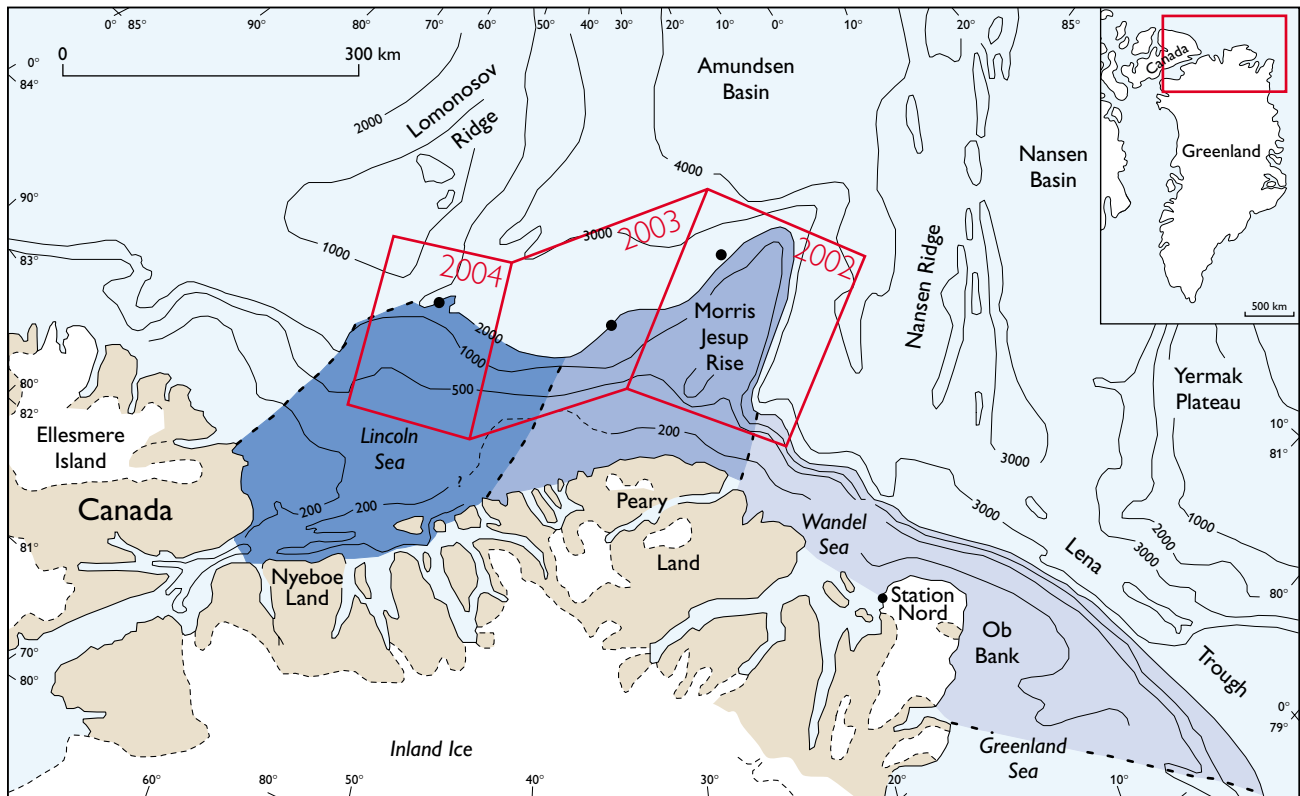 0° 85° 90° 80° 70° 60° 50° 40° 30° 20° 10° 0° 10° 20° 85°
0 300 km
0°
84°
90°
83°
80°
82°
81°
70°
80°
Lomonosov
Ridge
2000
1000
Amundsen
Basin
4000
3000
Nansen
Basin
Nansen Ridge
2004
2003
2002
Morris
Jesup
Rise
2000
1000
500
Lincoln
Sea
200
200
200
?
Ellesmere
Island
Canada
Nyeboe
Land
Peary
Land
Wandel
Sea
Station
Nord
Ob
Bank
Greenland
Sea
Inland Ice
3000
3000
Lena
Trough
Yermak
Plateau
1000
2000
3000
10°
81°
80°
0°
79°
60° 80° 50° 40° 30° 20° 10°
Canada
Greenland
500 km